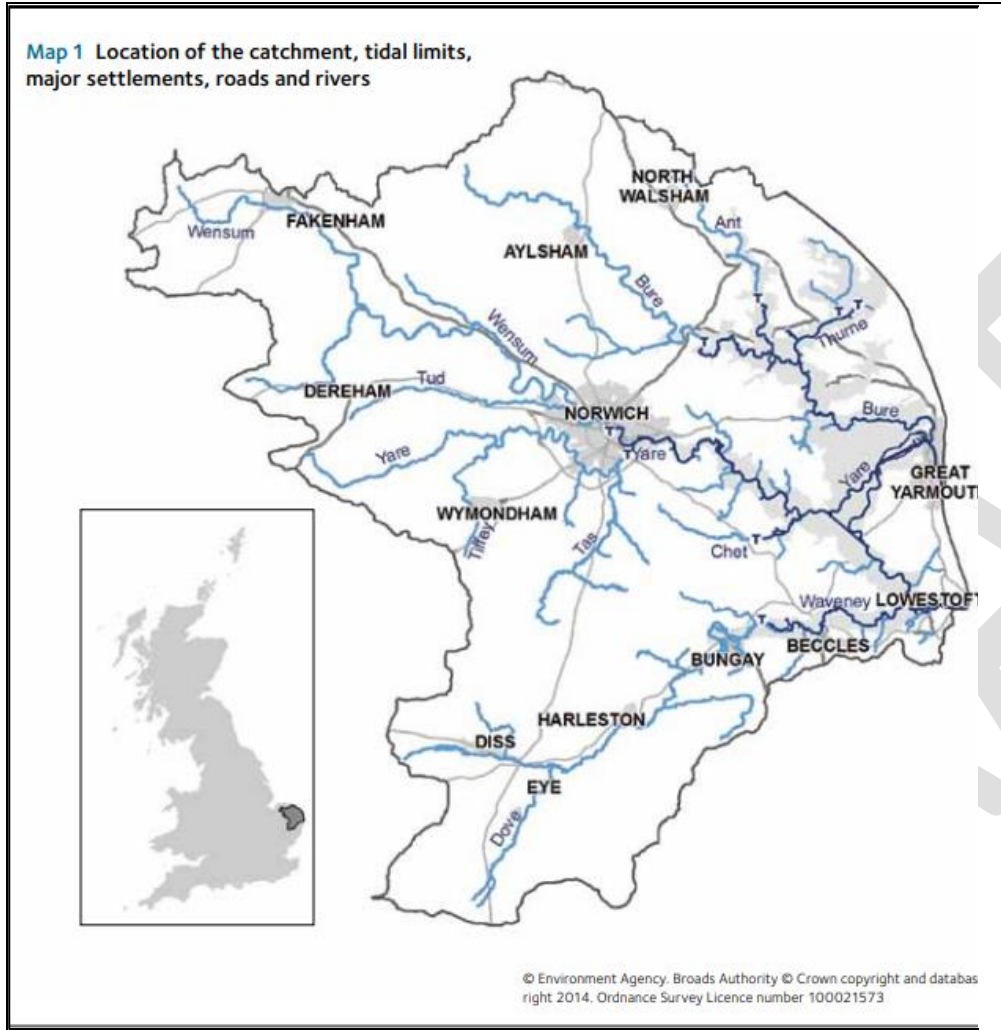 Map 1 Location of the catchment, tidal limits,
major settlements, roads and rivers
NORTH
WALSHAM
FAKENHAM
Wensum
Ant
AYLSHAM
Bure
T
T
T
Wensum
Thurne
T
DEREHAM
Tud
NORWICH
Bure
T
Yare
T
Yare
Yare
GREAT
YARMOUT
WYMONDHAM
Tiffey
Tas
Chet
T
Waveney
LOWESTOFT
T
BECCLES
BUNGAY
HARLESTON
DISS
EYE
Dove
© Environment Agency. Broads Authority © Crown copyright and databas
right 2014. Ordnance Survey Licence number 100021573